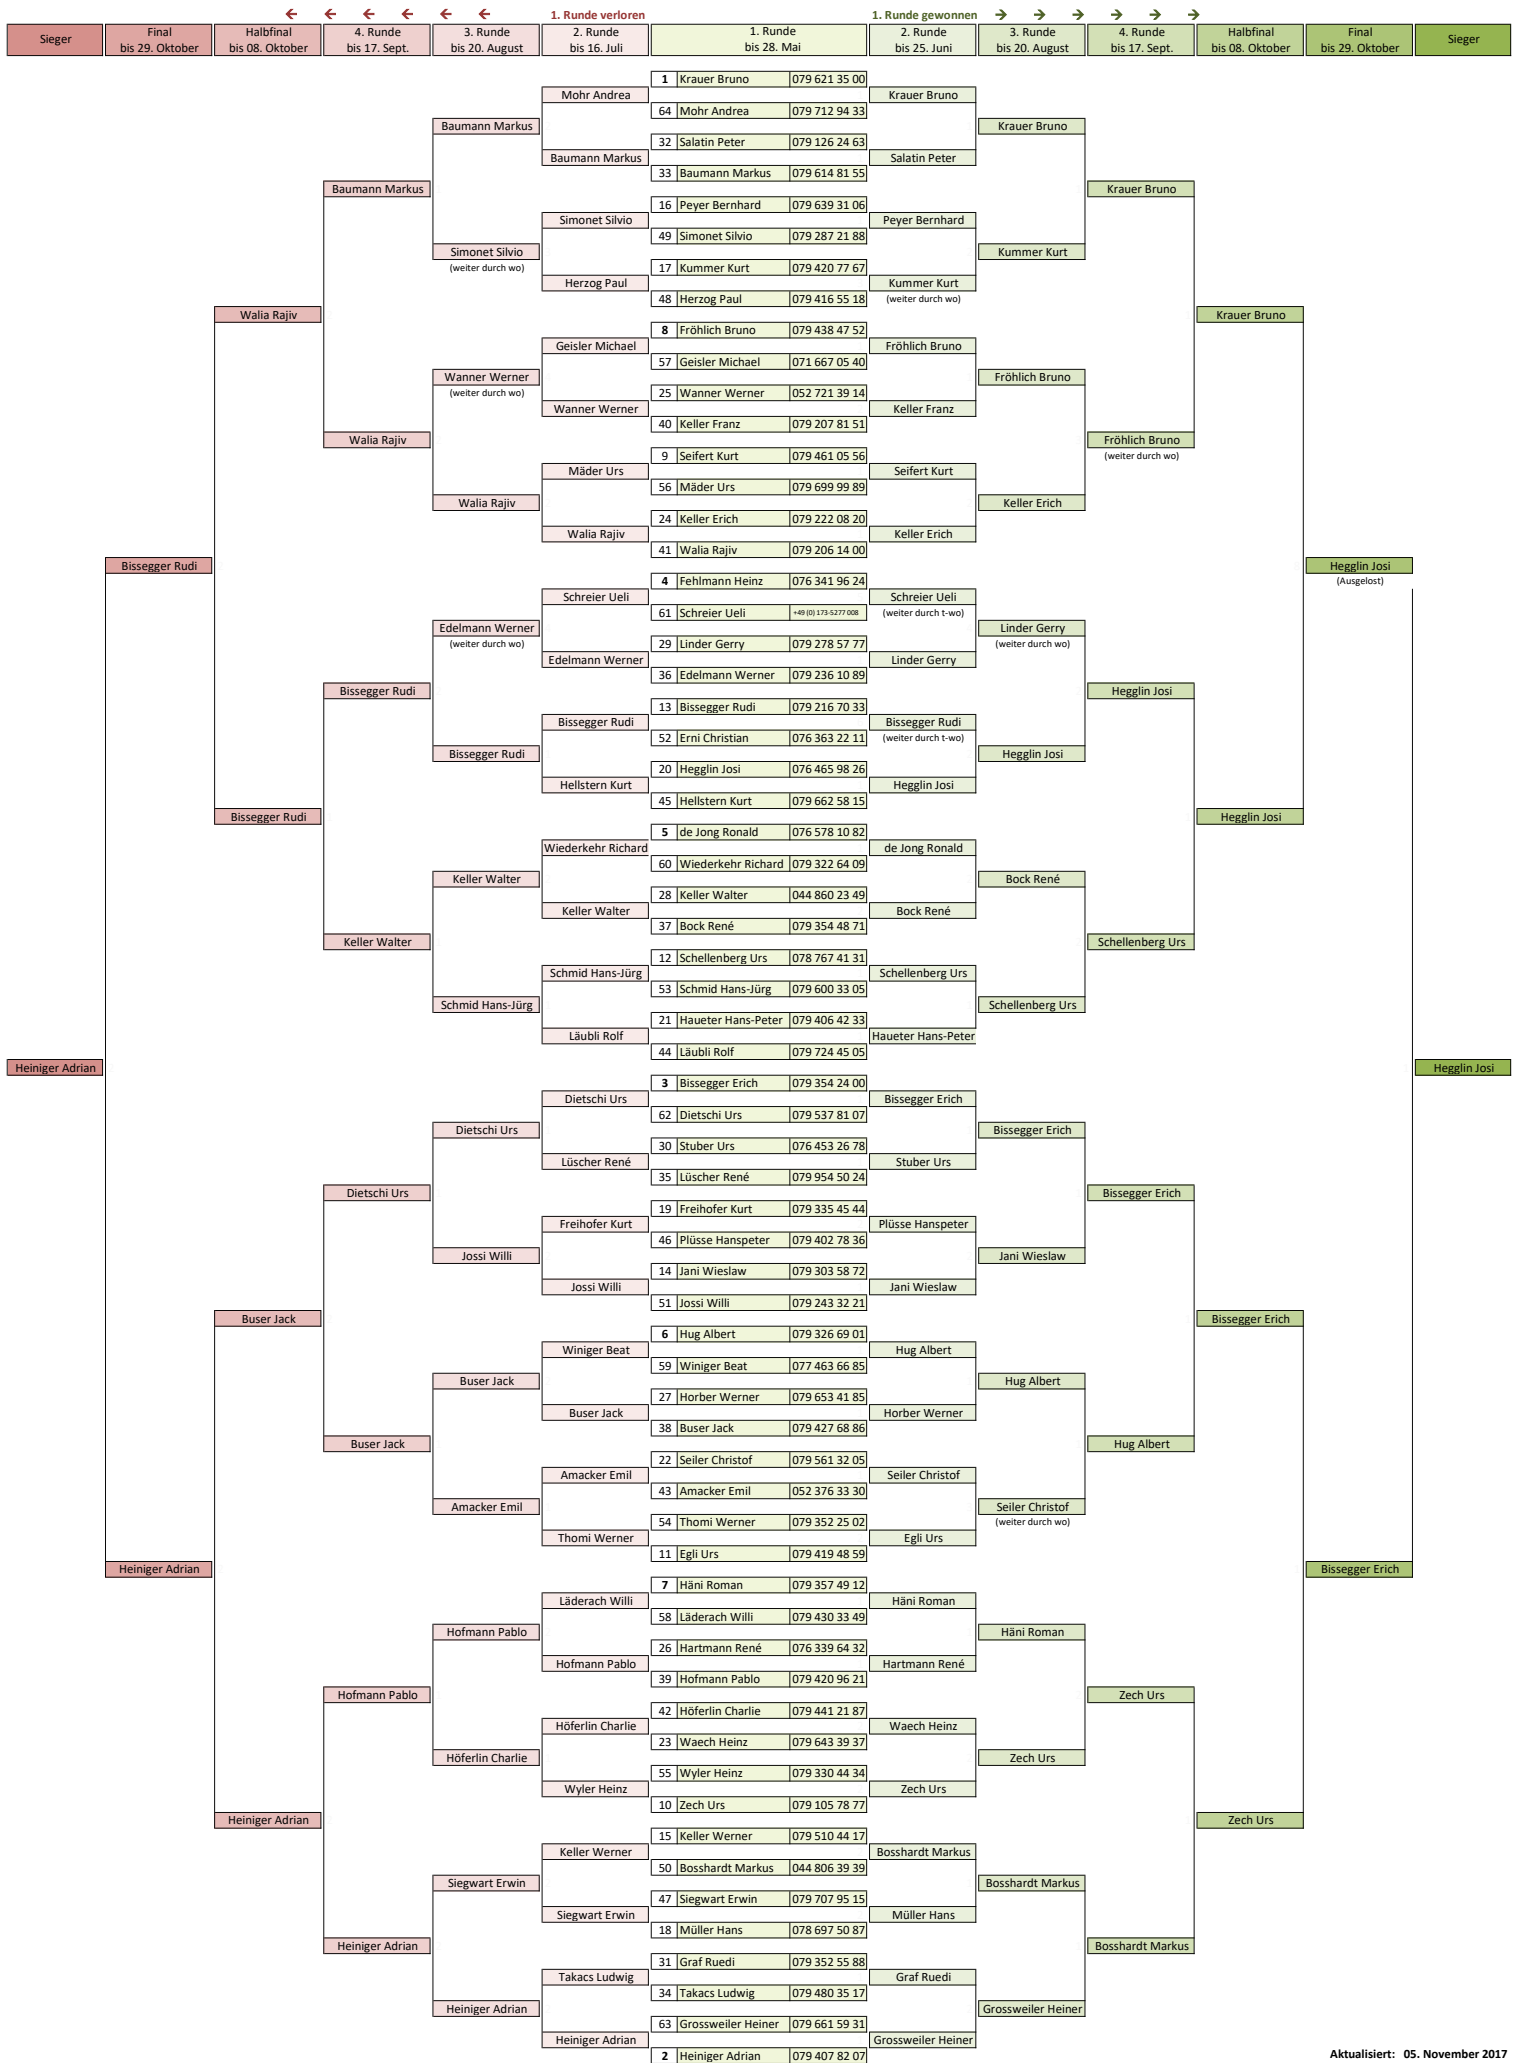 ← ← ← ← ← ← 1. Runde verloren 1. Runde gewonnen → → → → → →
Sieger Final Halbfinal 4. Runde 3. Runde 2. Runde 1. Runde 2. Runde 3. Runde 4. Runde Halbfinal Final Sieger
bis 29. Oktober bis 08. Oktober bis 17. Sept. bis 20. August bis 16. Juli bis 28. Mai bis 25. Juni bis 20. August bis 17. Sept. bis 08. Oktober bis 29. Oktober
1 Krauer Bruno 079 621 35 00
Mohr Andrea Krauer Bruno
64 Mohr Andrea 079 712 94 33
Baumann Markus Krauer Bruno
32 Salatin Peter 079 126 24 63
Baumann Markus Salatin Peter
33 Baumann Markus 079 614 81 55
Baumann Markus Krauer Bruno
16 Peyer Bernhard 079 639 31 06
Simonet Silvio Peyer Bernhard
49 Simonet Silvio 079 287 21 88
Simonet Silvio Kummer Kurt
(weiter durch wo) 17 Kummer Kurt 079 420 77 67
Herzog Paul Kummer Kurt
48 Herzog Paul 079 416 55 18 (weiter durch wo)
Walia Rajiv Krauer Bruno
8 Fröhlich Bruno 079 438 47 52
Geisler Michael Fröhlich Bruno
57 Geisler Michael 071 667 05 40
Wanner Werner Fröhlich Bruno
(weiter durch wo) 25 Wanner Werner 052 721 39 14
Wanner Werner Keller Franz
40 Keller Franz 079 207 81 51
Walia Rajiv Fröhlich Bruno
9 Seifert Kurt 079 461 05 56 (weiter durch wo)
Mäder Urs Seifert Kurt
56 Mäder Urs 079 699 99 89
Walia Rajiv Keller Erich
24 Keller Erich 079 222 08 20
Walia Rajiv Keller Erich
41 Walia Rajiv 079 206 14 00
Bissegger Rudi Hegglin Josi
4 Fehlmann Heinz 076 341 96 24 (Ausgelost)
Schreier Ueli Schreier Ueli
61 Schreier Ueli +49 (0) 173-5277 008 (weiter durch t-wo)
Edelmann Werner Linder Gerry
(weiter durch wo) 29 Linder Gerry 079 278 57 77 (weiter durch wo)
Edelmann Werner Linder Gerry
36 Edelmann Werner 079 236 10 89
Bissegger Rudi Hegglin Josi
13 Bissegger Rudi 079 216 70 33
Bissegger Rudi Bissegger Rudi
52 Erni Christian 076 363 22 11 (weiter durch t-wo)
Bissegger Rudi Hegglin Josi
20 Hegglin Josi 076 465 98 26
Hellstern Kurt Hegglin Josi
45 Hellstern Kurt 079 662 58 15
Bissegger Rudi Hegglin Josi
5 de Jong Ronald 076 578 10 82
Wiederkehr Richard de Jong Ronald
60 Wiederkehr Richard 079 322 64 09
Keller Walter Bock René
28 Keller Walter 044 860 23 49
Keller Walter Bock René
37 Bock René 079 354 48 71
Keller Walter Schellenberg Urs
12 Schellenberg Urs 078 767 41 31
Schmid Hans-Jürg Schellenberg Urs
53 Schmid Hans-Jürg 079 600 33 05
Schmid Hans-Jürg Schellenberg Urs
21 Haueter Hans-Peter 079 406 42 33
Läubli Rolf Haueter Hans-Peter
44 Läubli Rolf 079 724 45 05
Heiniger Adrian Hegglin Josi
3 Bissegger Erich 079 354 24 00
Dietschi Urs Bissegger Erich
62 Dietschi Urs 079 537 81 07
Dietschi Urs Bissegger Erich
30 Stuber Urs 076 453 26 78
Lüscher René Stuber Urs
35 Lüscher René 079 954 50 24
Dietschi Urs Bissegger Erich
19 Freihofer Kurt 079 335 45 44
Freihofer Kurt Plüsse Hanspeter
46 Plüsse Hanspeter 079 402 78 36
Jossi Willi Jani Wieslaw
14 Jani Wieslaw 079 303 58 72
Jossi Willi Jani Wieslaw
51 Jossi Willi 079 243 32 21
Buser Jack Bissegger Erich
6 Hug Albert 079 326 69 01
Winiger Beat Hug Albert
59 Winiger Beat 077 463 66 85
Buser Jack Hug Albert
27 Horber Werner 079 653 41 85
Buser Jack Horber Werner
38 Buser Jack 079 427 68 86
Buser Jack Hug Albert
22 Seiler Christof 079 561 32 05
Amacker Emil Seiler Christof
43 Amacker Emil 052 376 33 30
Amacker Emil Seiler Christof
54 Thomi Werner 079 352 25 02 (weiter durch wo)
Thomi Werner Egli Urs
11 Egli Urs 079 419 48 59
Heiniger Adrian Bissegger Erich
7 Häni Roman 079 357 49 12
Läderach Willi Häni Roman
58 Läderach Willi 079 430 33 49
Hofmann Pablo Häni Roman
26 Hartmann René 076 339 64 32
Hofmann Pablo Hartmann René
39 Hofmann Pablo 079 420 96 21
Hofmann Pablo Zech Urs
42 Höferlin Charlie 079 441 21 87
Höferlin Charlie Waech Heinz
23 Waech Heinz 079 643 39 37
Höferlin Charlie Zech Urs
55 Wyler Heinz 079 330 44 34
Wyler Heinz Zech Urs
10 Zech Urs 079 105 78 77
Heiniger Adrian Zech Urs
15 Keller Werner 079 510 44 17
Keller Werner Bosshardt Markus
50 Bosshardt Markus 044 806 39 39
Siegwart Erwin Bosshardt Markus
47 Siegwart Erwin 079 707 95 15
Siegwart Erwin Müller Hans
18 Müller Hans 078 697 50 87
Heiniger Adrian Bosshardt Markus
31 Graf Ruedi 079 352 55 88
Takacs Ludwig Graf Ruedi
34 Takacs Ludwig 079 480 35 17
Heiniger Adrian Grossweiler Heiner
63 Grossweiler Heiner 079 661 59 31
Heiniger Adrian Grossweiler Heiner
2 Heiniger Adrian 079 407 82 07 Aktualisiert: 05. November 2017